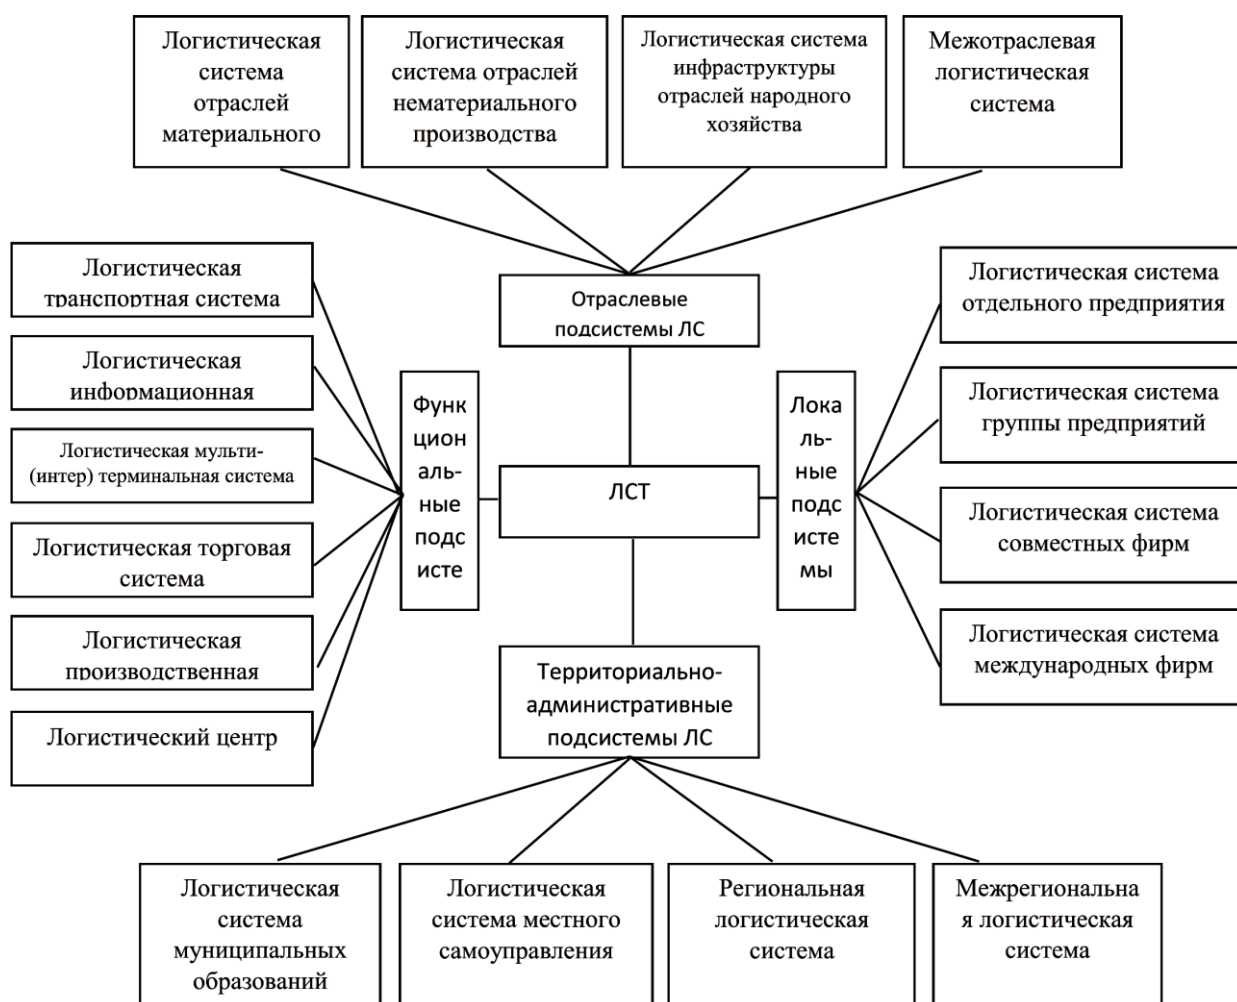 Логистическая
система
отраслей
материального
Логистическая
система отраслей
нематериального
производства
Логистическая система
инфраструктуры
отраслей народного
хозяйства
Межотраслевая
логистическая
система
Логистическая
транспортная система
Логистическая
информационная
Логистическая мульти-
(интер) терминальная система
Логистическая торговая
система
Логистическая
производственная
Логистический центр
Функ
цион
аль-
ные
подс
исте
Отраслевые
подсистемы ЛС
ЛСТ
Территориально-
административные
подсистемы ЛС
Лока
ль-
ные
подс
исте
мы
Логистическая система
отдельного предприятия
Логистическая система
группы предприятий
Логистическая система
совместных фирм
Логистическая система
международных фирм
Логистическая
система
муниципальных
образований
Логистическая
система местного
самоуправления
Региональная
логистическая
система
Межрегиональна
я логистическая
система